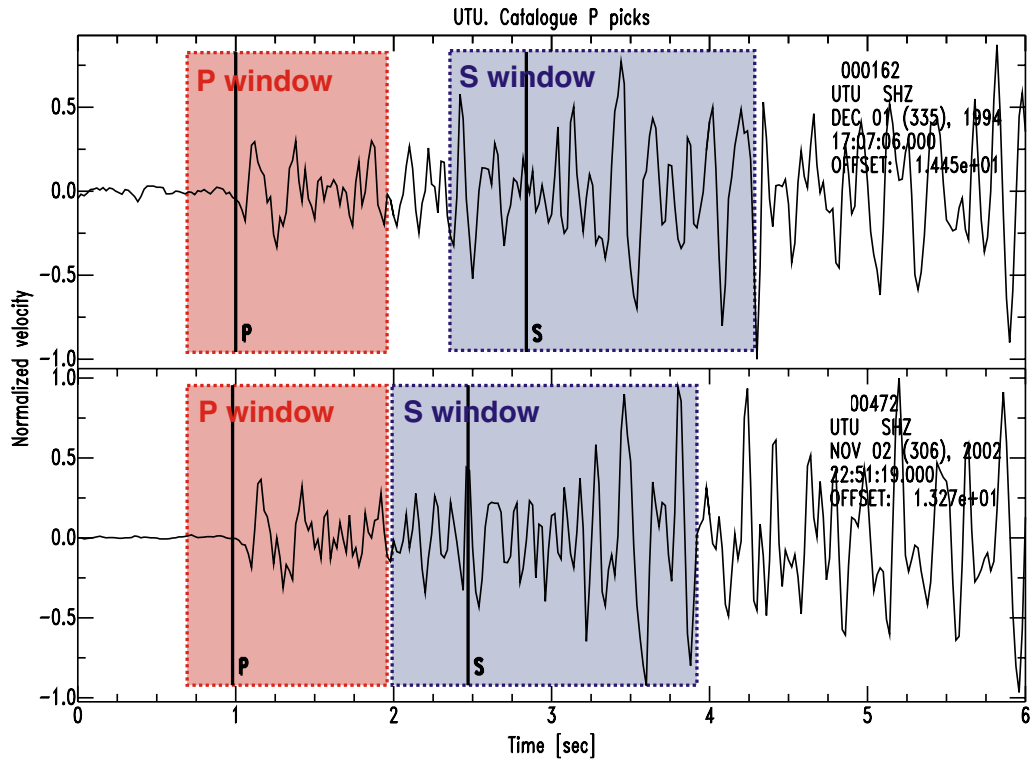 UTU. Catalogue P picks
P window
S window
000162
UTU SHZ
DEC 01 (335), 1994
17:07:06.000
OFFSET: 1.445e+01
0.5
0.0
−0.5
−1.0
P
S
Normalized velocity
1.0
0.5
0.0
−0.5
−1.0
P window
S window
00472
UTU SHZ
NOV 02 (306), 2002
22:51:19.000
OFFSET: 1.327e+01
P
S
0 1 2 3 4 5 6
Time [sec]